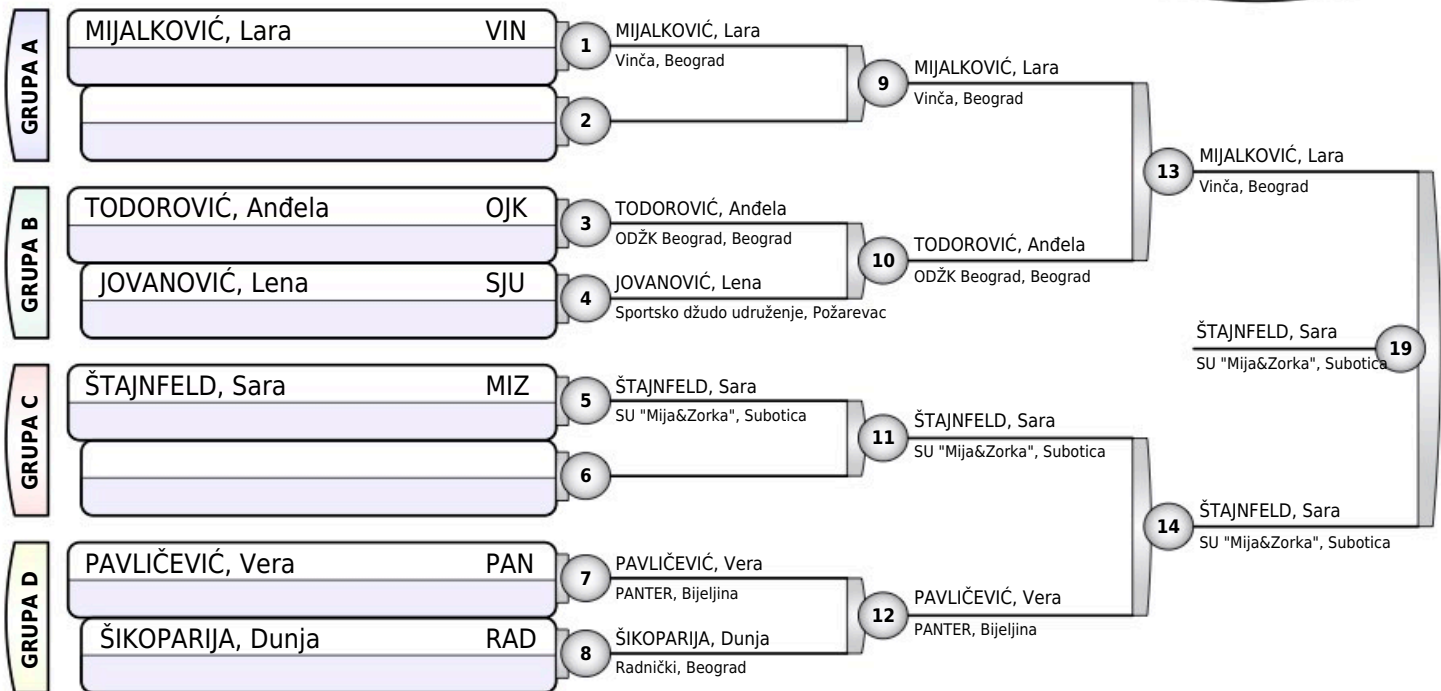 GRUPA A
MIJALKOVIĆ, Lara VIN
1
MIJALKOVIĆ, Lara
Vinča, Beograd
2
9
MIJALKOVIĆ, Lara
Vinča, Beograd
GRUPA B
TODOROVIĆ, Anđela OJK
3
TODOROVIĆ, Anđela
ODŽK Beograd, Beograd
JOVANOVIĆ, Lena SJU
4
JOVANOVIĆ, Lena
Sportsko džudo udruženje, Požarevac
10
TODOROVIĆ, Anđela
ODŽK Beograd, Beograd
13
MIJALKOVIĆ, Lara
Vinča, Beograd
GRUPA C
ŠTAJNFELD, Sara MIZ
5
ŠTAJNFELD, Sara
SU "Mija&Zorka", Subotica
6
11
ŠTAJNFELD, Sara
SU "Mija&Zorka", Subotica
GRUPA D
PAVLIČEVIĆ, Vera PAN
7
PAVLIČEVIĆ, Vera
PANTER, Bijeljina
ŠIKOPARIJA, Dunja RAD
8
ŠIKOPARIJA, Dunja
Radnički, Beograd
12
PAVLIČEVIĆ, Vera
PANTER, Bijeljina
14
ŠTAJNFELD, Sara
SU "Mija&Zorka", Subotica
ŠTAJNFELD, Sara
SU "Mija&Zorka", Subotica
19